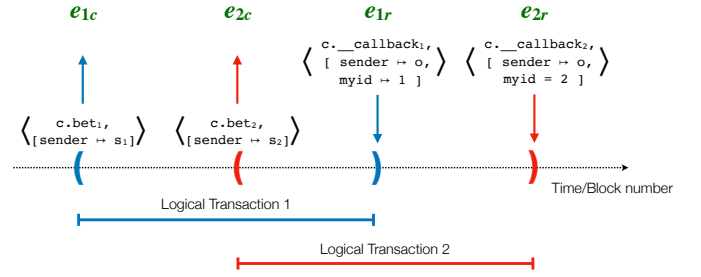 e1c e2c e1r e2r
⟨ c.__callback₁, [ sender ↦ o, myid ↦ 1 ] ⟩
⟨ c.__callback₂, [ sender ↦ o, myid = 2 ] ⟩
⟨ c.bet₁, [sender ↦ s₁] ⟩
⟨ c.bet₂, [sender ↦ s₂] ⟩
( ( ) )
Time/Block number
Logical Transaction 1
Logical Transaction 2